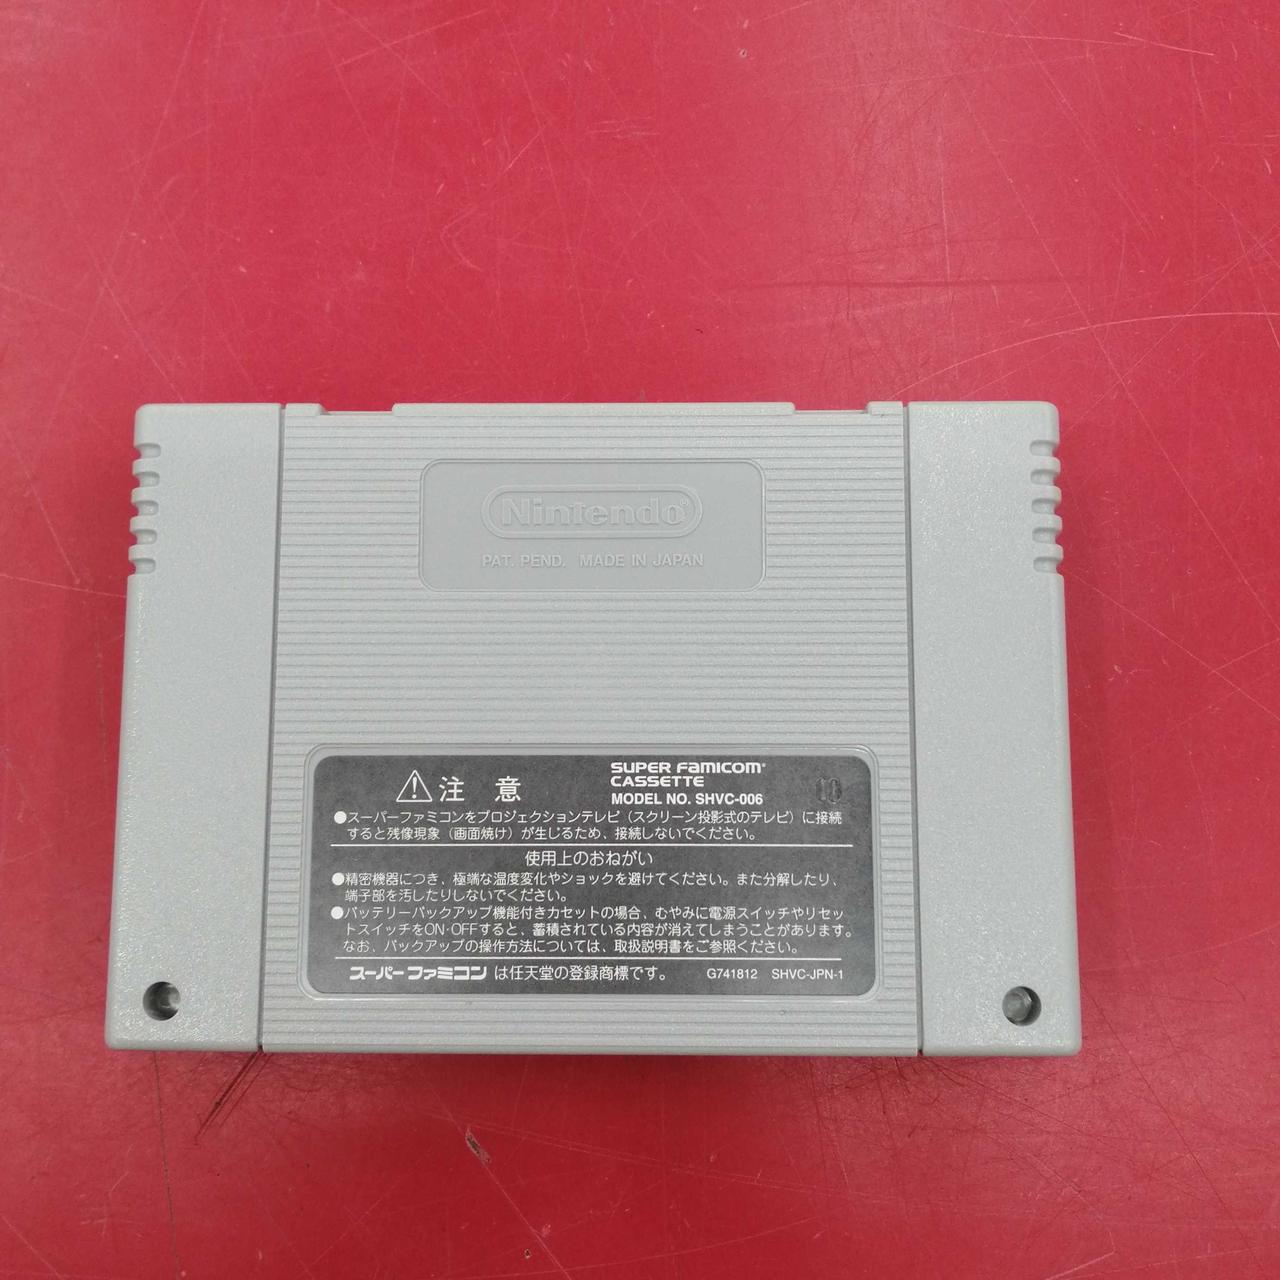 Nintendo®
PAT. PEND. MADE IN JAPAN
注意
SUPER FAMICOM®
CASSETTE
MODEL NO. SHVC-006
10
●スーパーファミコンをプロジェクションテレビ（スクリーン投影式のテレビ）に接続
すると残像現象（画面焼け）が生じるため、接続しないでください。
使用上のおねがい
●精密機器につき、極端な温度変化やショックを避けてください。また分解したり、
端子部を汚したりしないでください。
●バッテリーバックアップ機能付きカセットの場合、むやみに電源スイッチやリセッ
トスイッチをON・OFFすると、蓄積されている内容が消えてしまうことがあります。
なお、バックアップの操作方法については、取扱説明書をご参照ください。
スーパーファミコンは任天堂の登録商標です。 G741812 SHVC-JPN-1